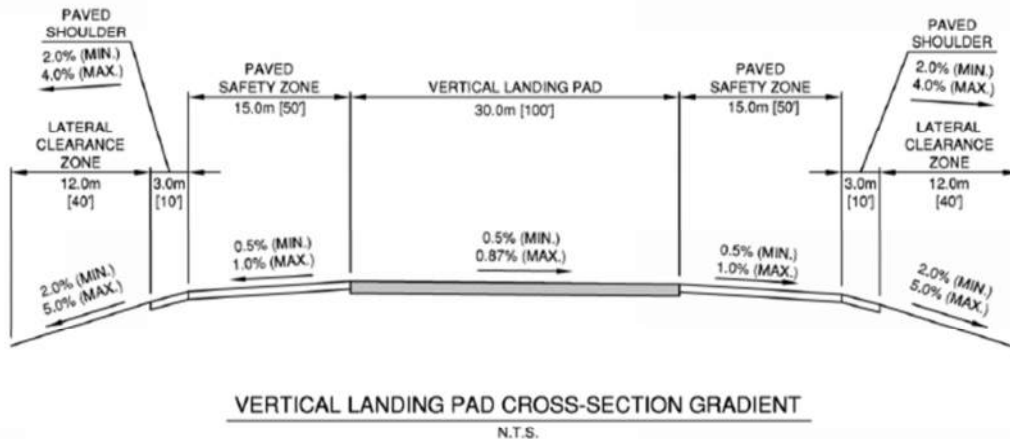 PAVED
SHOULDER
2.0% (MIN.)
4.0% (MAX.)
PAVED
SAFETY ZONE
15.0m [50']
VERTICAL LANDING PAD
30.0m [100']
PAVED
SAFETY ZONE
15.0m [50']
PAVED
SHOULDER
2.0% (MIN.)
4.0% (MAX.)
LATERAL
CLEARANCE
ZONE
12.0m
[40']
3.0m
[10']
3.0m
[10']
LATERAL
CLEARANCE
ZONE
12.0m
[40']
2.0% (MIN.)
5.0% (MAX.)
0.5% (MIN.)
1.0% (MAX.)
0.5% (MIN.)
0.87% (MAX.)
0.5% (MIN.)
1.0% (MAX.)
2.0% (MIN.)
5.0% (MAX.)
VERTICAL LANDING PAD CROSS-SECTION GRADIENT
N.T.S.